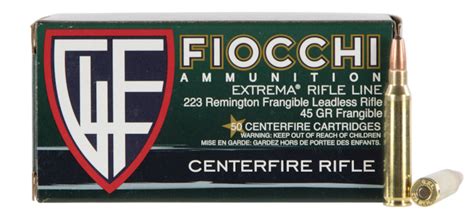 GFL
FIOCCHI
AMMUNITION
EXTREMA® RIFLE LINE
223 Remington Frangible Leadless Rifle
45 GR Frangible
50 CENTERFIRE CARTRIDGES
WARNING: KEEP OUT OF REACH OF CHILDREN
MISE EN GARDE: GARDEZ HORS DE PORTEE DES ENFANTS.
CENTERFIRE RIFLE